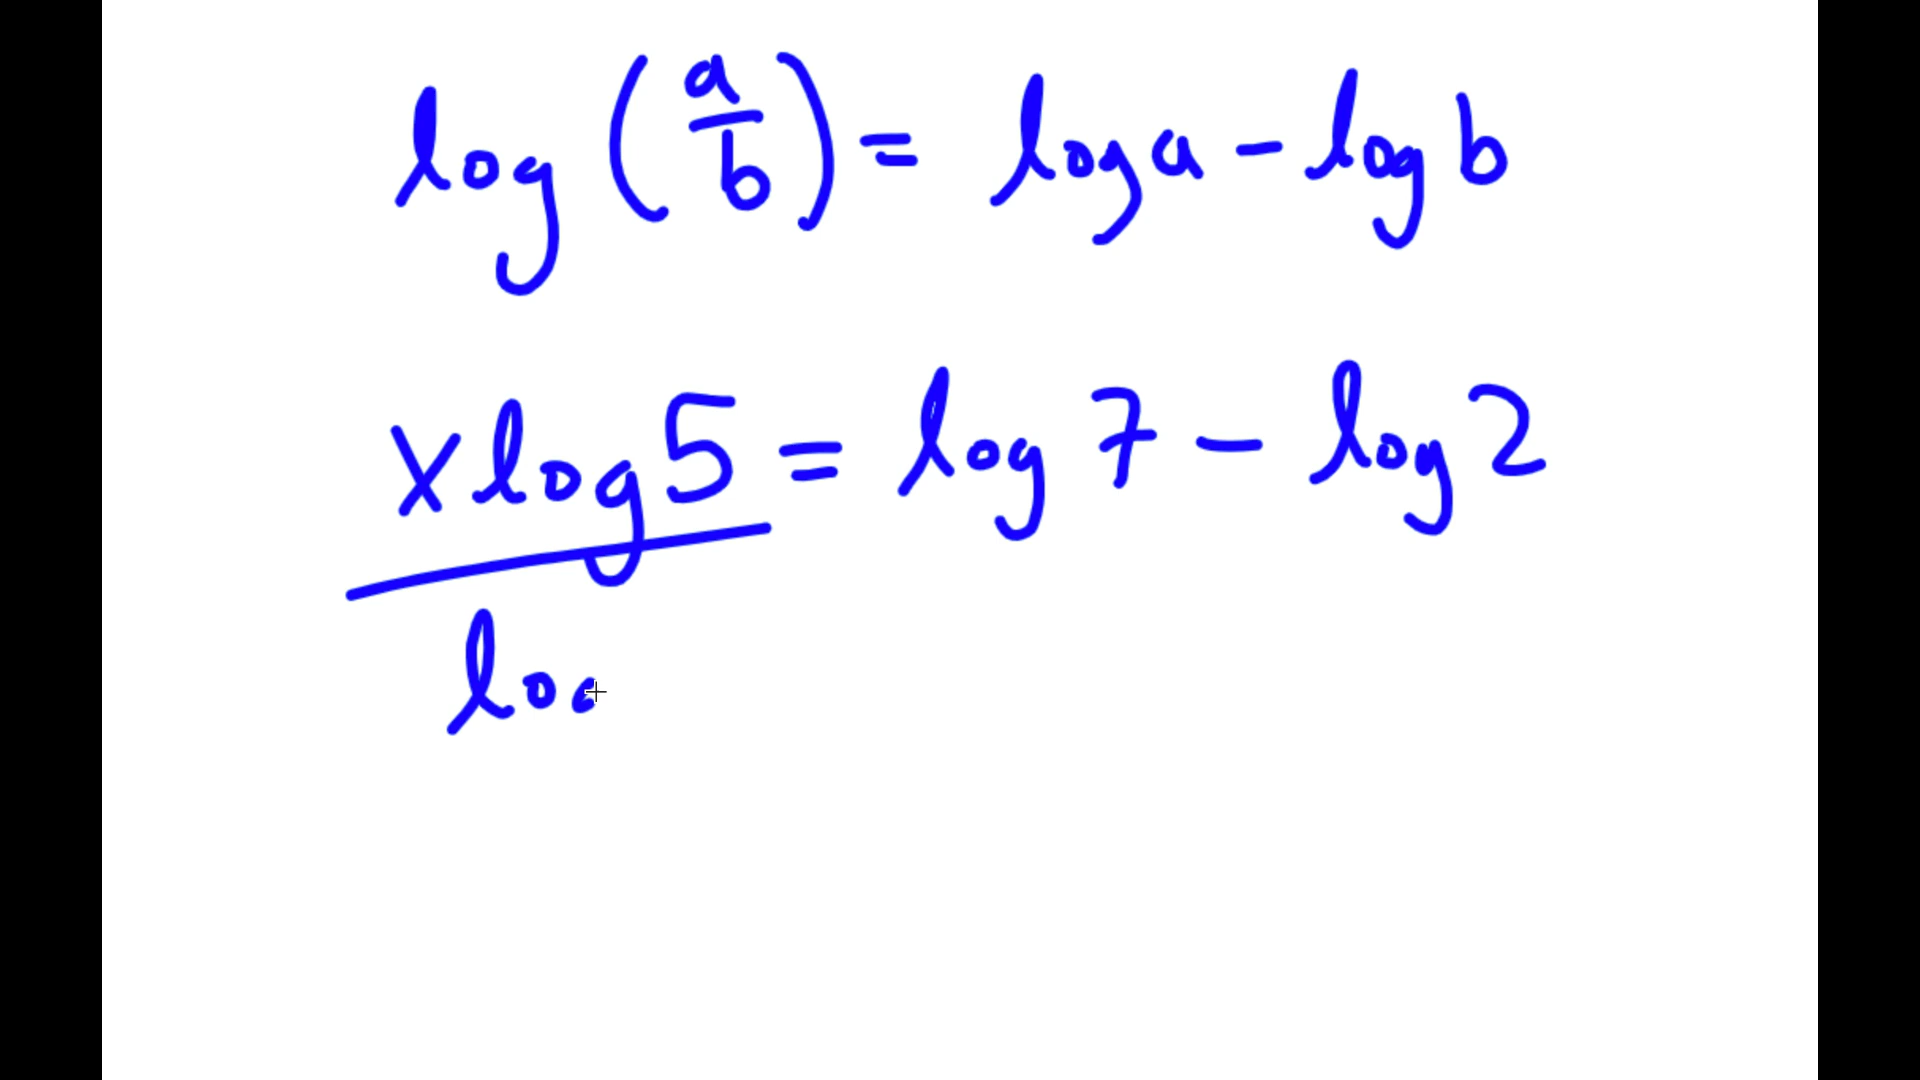 log (a/b) = log a - log b
x log 5 = log 7 - log 2
lo